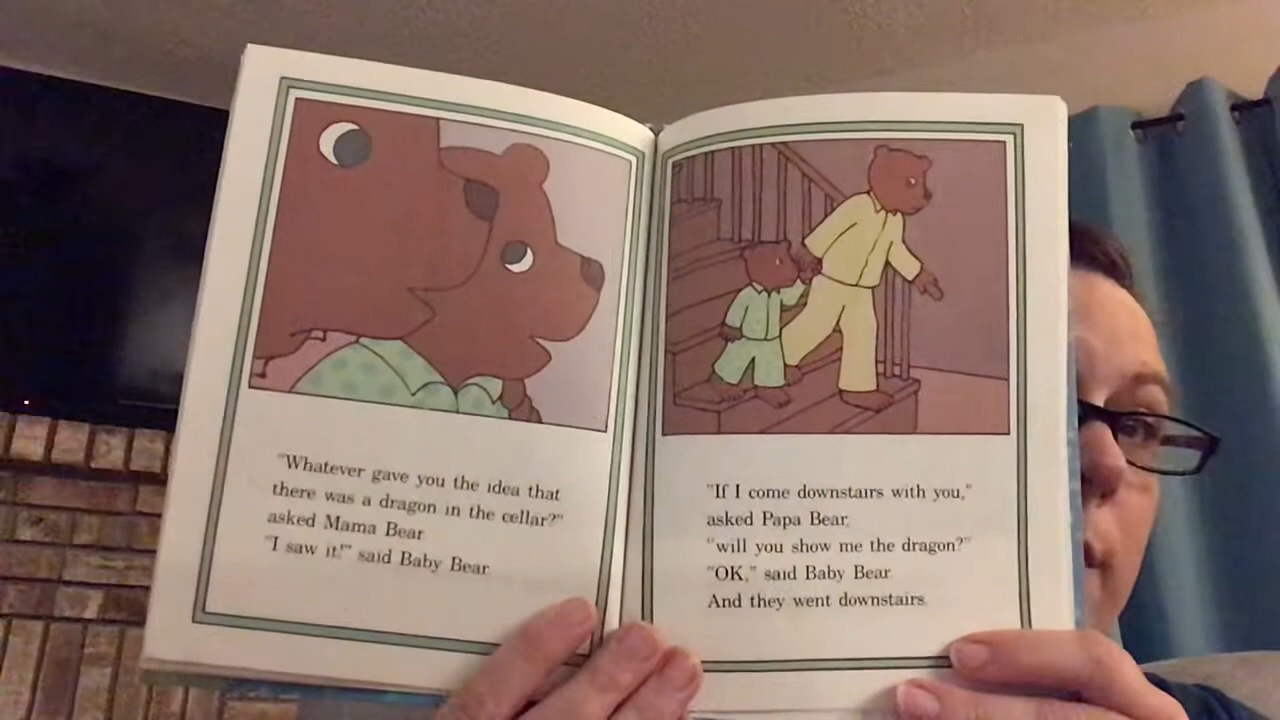 "Whatever gave you the idea that
there was a dragon in the cellar?"
asked Mama Bear.
"I saw it!" said Baby Bear.
"If I come downstairs with you,"
asked Papa Bear,
"will you show me the dragon?"
"OK," said Baby Bear.
And they went downstairs.